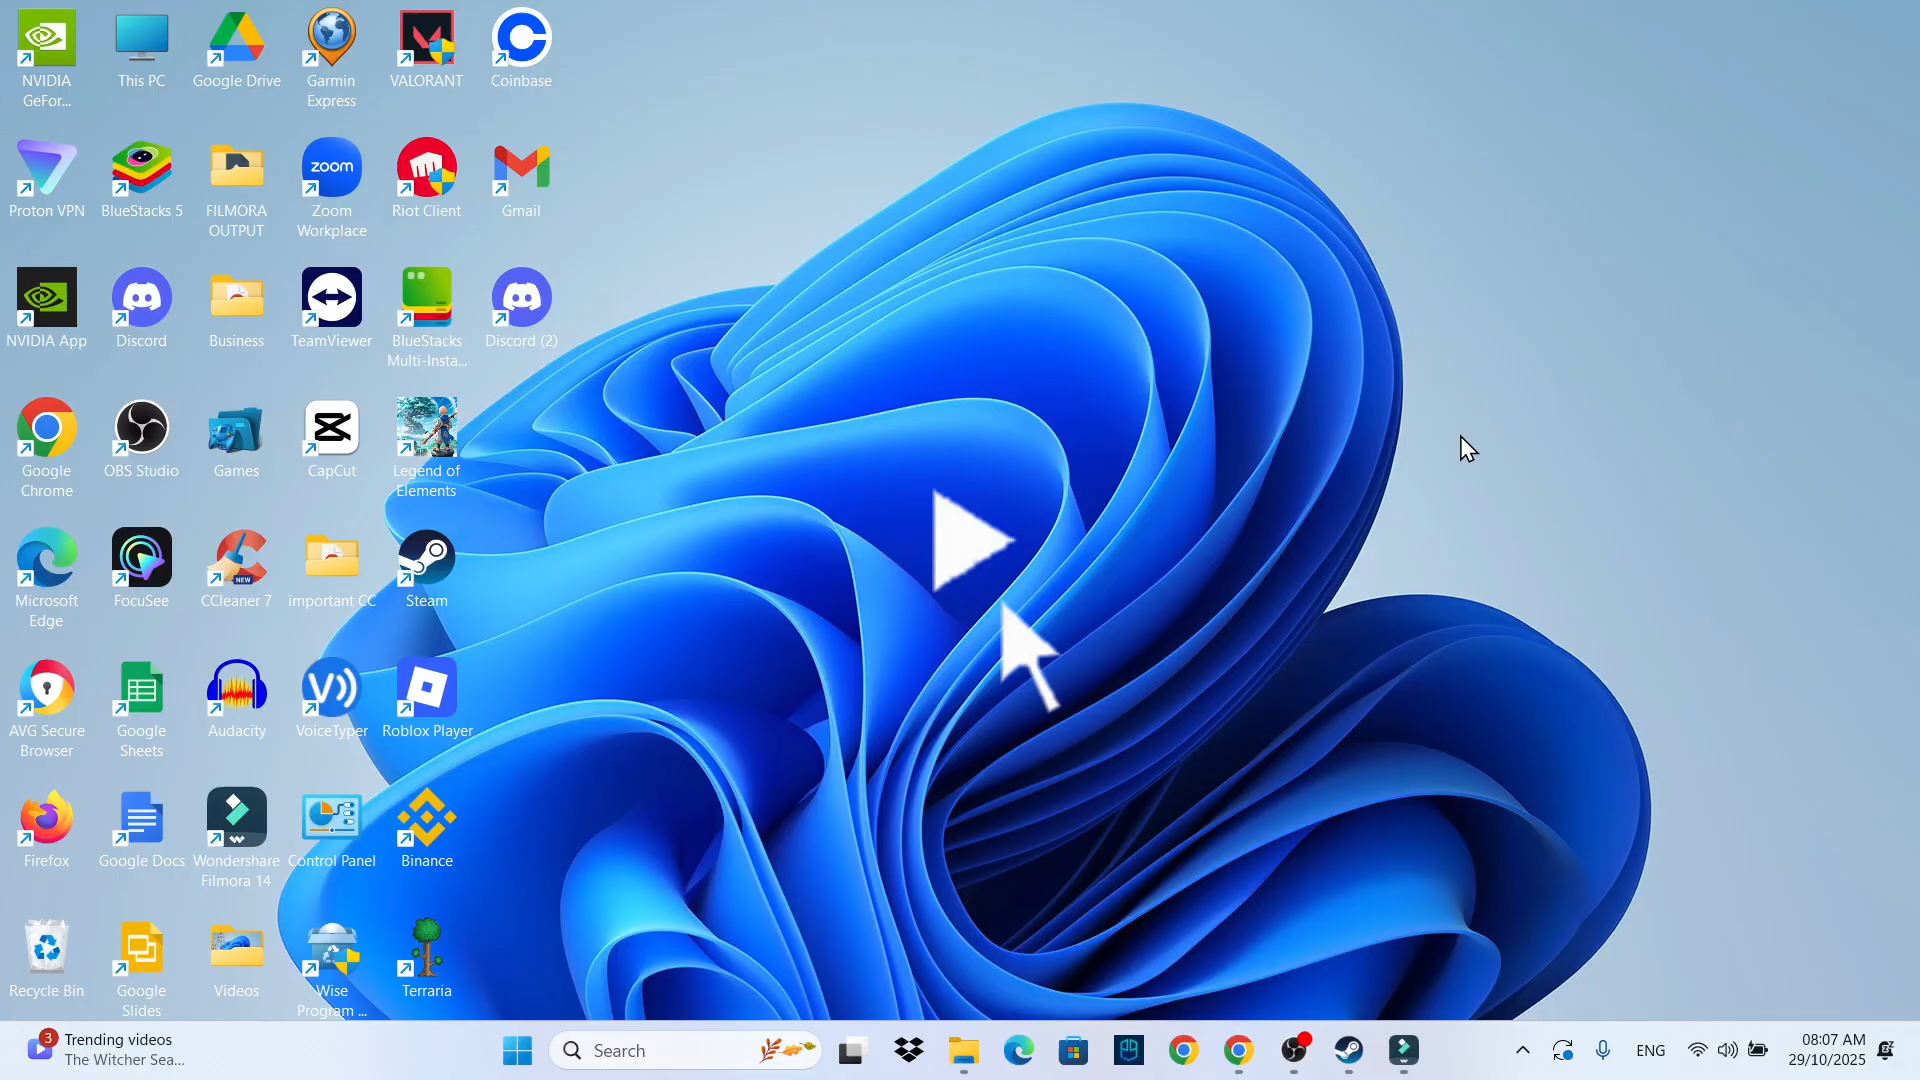 NVIDIA
GeFor...
This PC
Google Drive
Garmin
Express
VALORANT
Coinbase
Proton VPN
BlueStacks 5
FILMORA
OUTPUT
zoom
Zoom
Workplace
Riot Client
Gmail
NVIDIA App
Discord
Business
TeamViewer
BlueStacks
Multi-Insta...
Discord (2)
Google
Chrome
OBS Studio
Games
CapCut
Legend of
Elements
Microsoft
Edge
FocuSee
NEW
CCleaner 7
important CC
Steam
AVG Secure
Browser
Google
Sheets
Audacity
VoiceTyper
Roblox Player
Firefox
Google Docs
Wondershare
Filmora 14
Control Panel
Binance
Recycle Bin
Google
Slides
Videos
Wise
Program ...
Terraria
3
Trending videos
The Witcher Sea...
Search
ENG
08:07 AM
29/10/2025